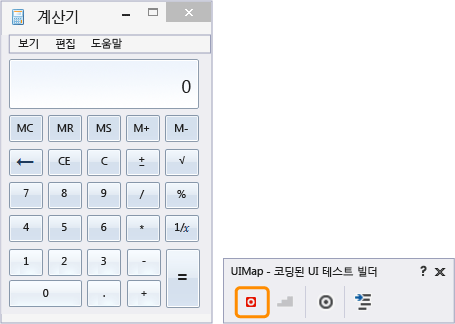 계산기
보기 편집 도움말
0
MC MR MS M+ M-
← CE C ± √
7 8 9 / %
4 5 6 * 1/x
1 2 3 - =
0 . +
UIMap - 코딩된 UI 테스트 빌더 ?